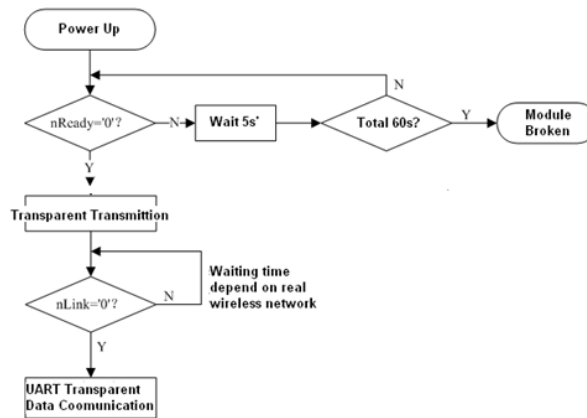 Power Up
N
nReady='0'?
N
Wait 5s'
Total 60s?
Y
Module
Broken
Y
Transparent Transmittion
Waiting time
depend on real
wireless network
nLink='0'?
N
Y
UART Transparent
Data Coomunication